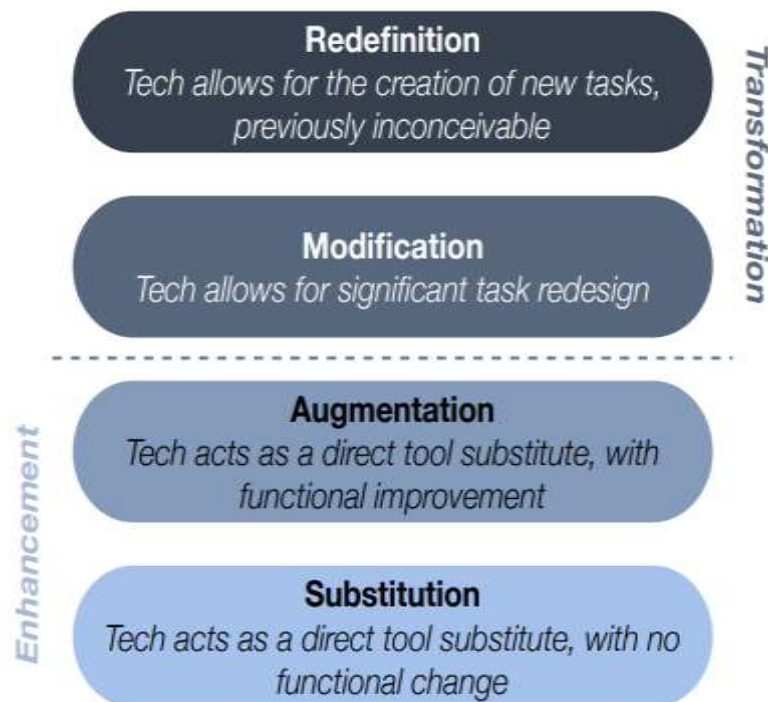 Redefinition
Tech allows for the creation of new tasks,
previously inconceivable
Transformation
Modification
Tech allows for significant task redesign
Augmentation
Tech acts as a direct tool substitute, with
functional improvement
Enhancement
Substitution
Tech acts as a direct tool substitute, with no
functional change